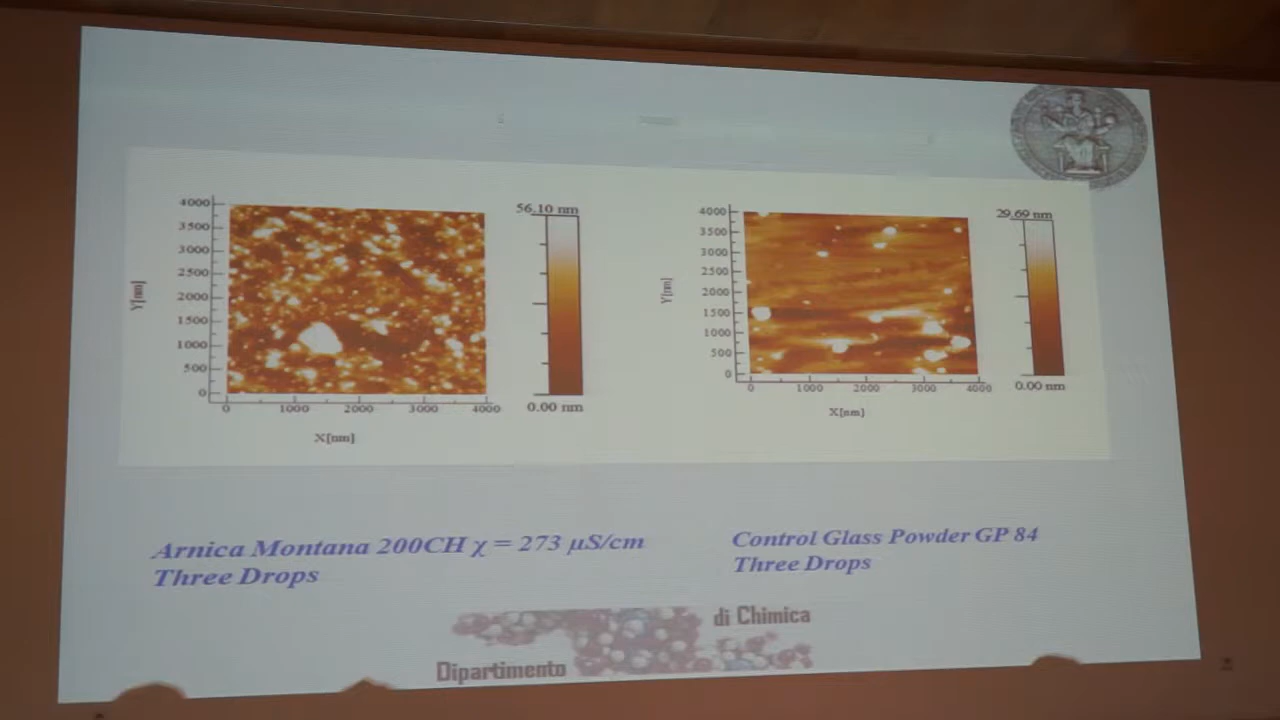 56.10 nm
4000
3500
3000
2500
2000
1500
1000
500
0
Y[nm]
0 1000 2000 3000 4000
X[nm]
0.00 nm
29.69 nm
4000
3500
3000
2500
2000
1500
1000
500
0
Y[nm]
0 1000 2000 3000 4000
X[nm]
0.00 nm
Arnica Montana 200CH χ = 273 μS/cm
Three Drops
Control Glass Powder GP 84
Three Drops
Dipartimento di Chimica